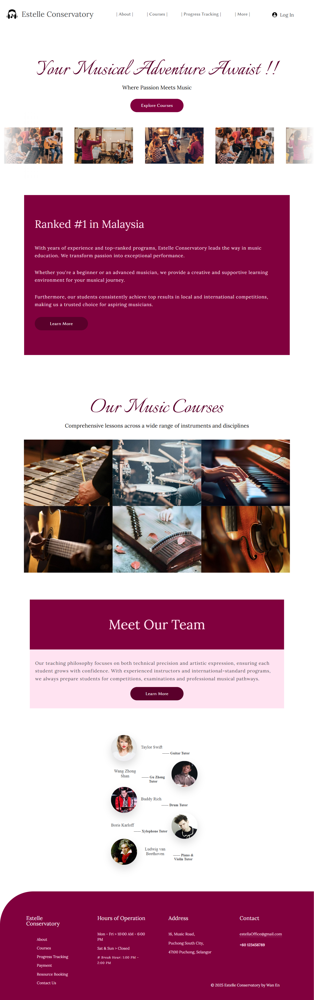 Estelle Conservatory
| About |
| Courses |
| Progress Tracking |
| More |
Log In
Your Musical Adventure Awaist !!
Where Passion Meets Music
Explore Courses
Ranked #1 in Malaysia
With years of experience and top-ranked programs, Estelle Conservatory leads the way in music
education. We transform passion into exceptional performance.
Whether you're a beginner or an advanced musician, we provide a creative and supportive learning
environment for your musical journey.
Furthermore, our students consistently achieve top results in local and international competitions,
making us a trusted choice for aspiring musicians.
Learn More
Our Music Courses
Comprehensive lessons across a wide range of instruments and disciplines
Meet Our Team
Our teaching philosophy focuses on both technical precision and artistic expression, ensuring each
student grows with confidence. With experienced instructors and international-standard programs,
we always prepare students for competitions, examinations and professional musical pathways.
Learn More
Taylor Swift
—— Guitar Tutor
Wang Zhong
Shan
—— Gu Zheng
Tutor
Buddy Rich
—— Drum Tutor
Boris Karloff
—— Xylophone Tutor
Ludwig van
Beethoven
—— Piano &
Violin Tutor
Estelle
Conservatory
About
Courses
Progress Tracking
Payment
Resource Booking
Contact Us
Hours of Operation
Mon - Fri > 10:00 AM - 6:00
PM
Sat & Sun > Closed
# Break Hour: 1:00 PM -
2:00 PM
Address
16, Music Road,
Puchong South City,
47100 Puchong, Selangor
Contact
estellaOffice@gmail.com
+60 123456789
© 2025 Estelle Conservatory by Wan En